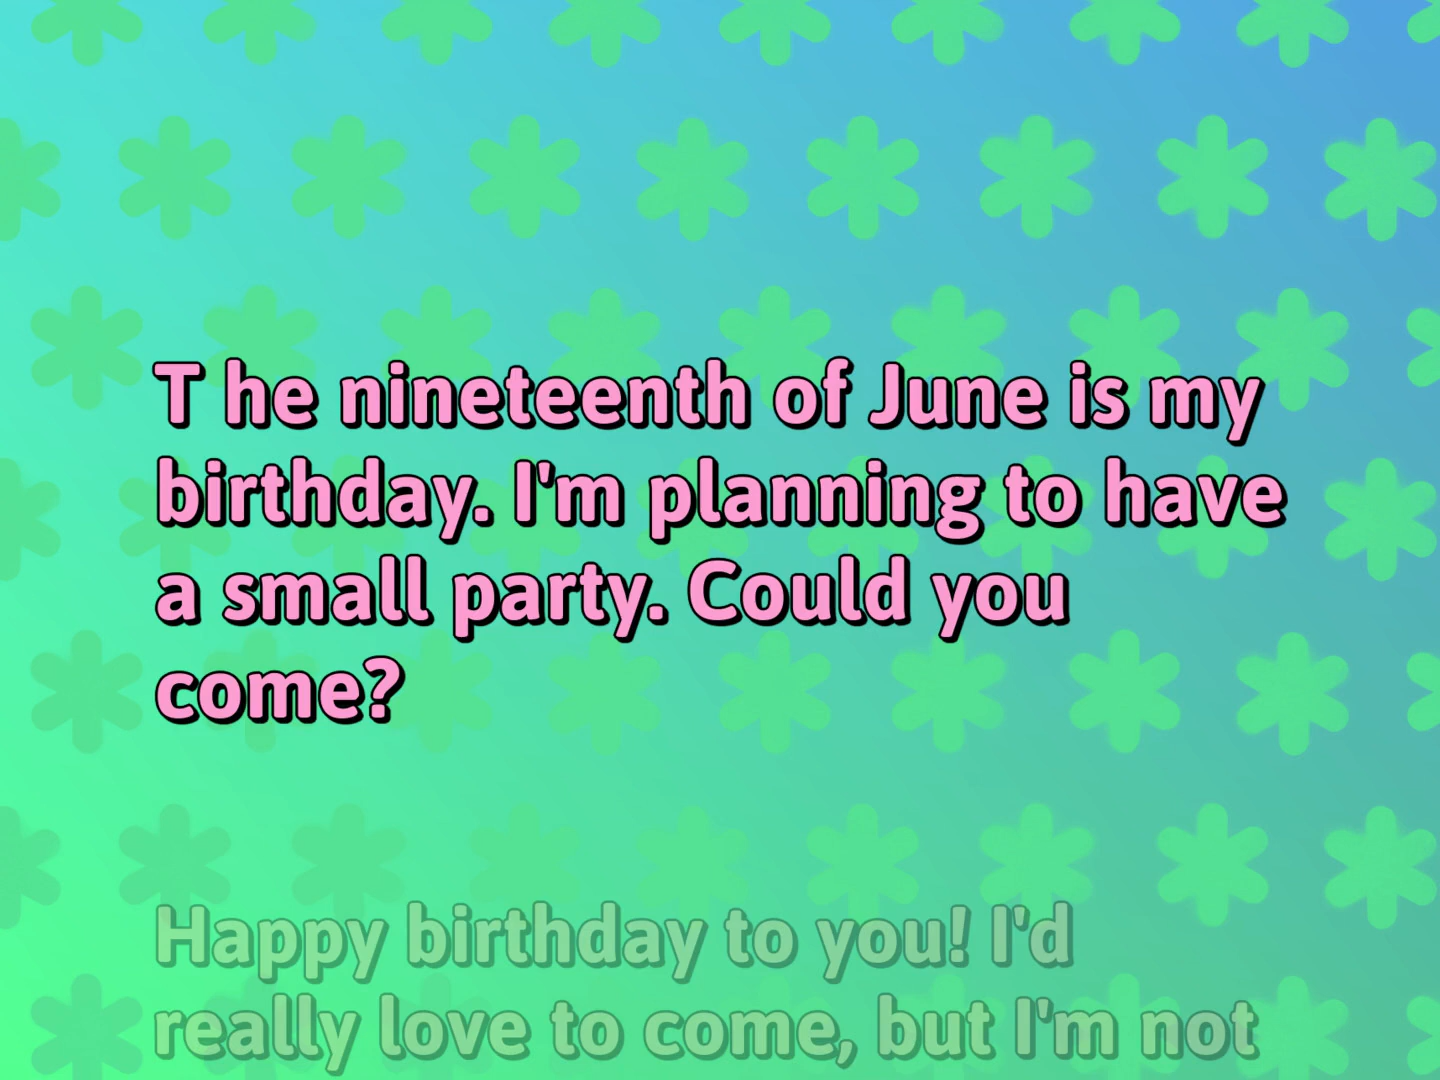 T he nineteenth of June is my
birthday. I'm planning to have
a small party. Could you
come?
Happy birthday to you! I'd
really love to come, but I'm not